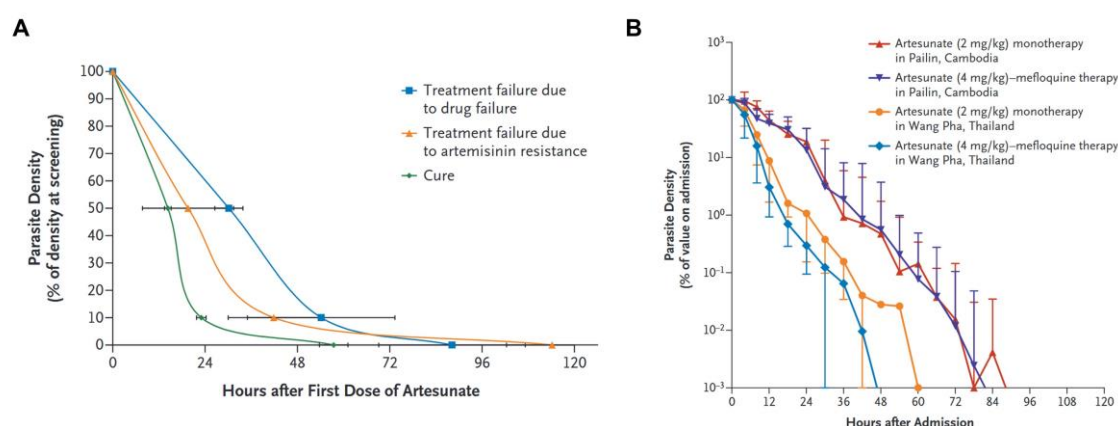 A
Parasite Density
(% of density at screening)
100
90
80
70
60
50
40
30
20
10
0
0
24
48
72
96
120
Hours after First Dose of Artesunate
Treatment failure due
to drug failure
Treatment failure due
to artemisinin resistance
Cure
B
Parasite Density
(% of value on admission)
10³
10²
10¹
10⁰
10⁻¹
10⁻²
10⁻³
0
12
24
36
48
60
72
84
96
108
120
Hours after Admission
Artesunate (2 mg/kg) monotherapy
in Pailin, Cambodia
Artesunate (4 mg/kg)–mefloquine therapy
in Pailin, Cambodia
Artesunate (2 mg/kg) monotherapy
in Wang Pha, Thailand
Artesunate (4 mg/kg)–mefloquine therapy
in Wang Pha, Thailand